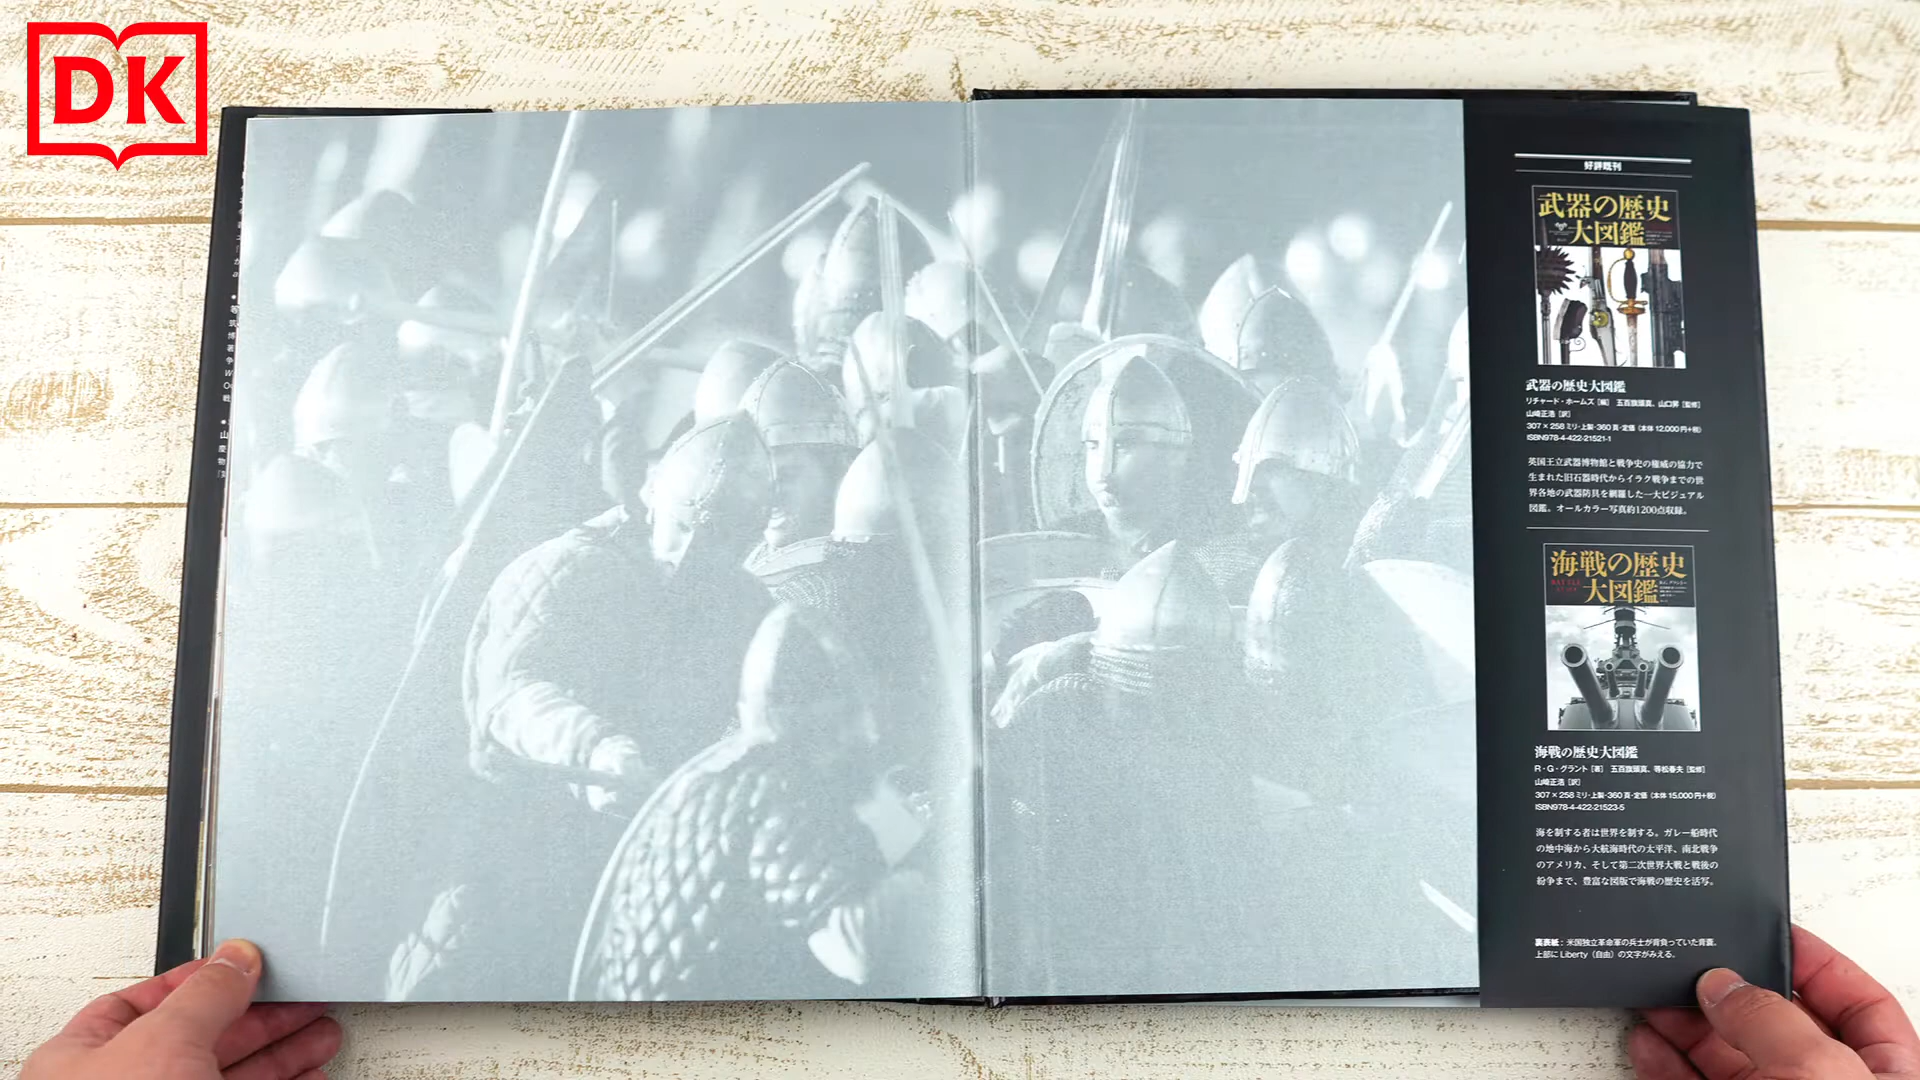 DK
好評既刊
武器の歴史
大図鑑
武器の歴史大図鑑
リチャード・ホームズ [編] 五百旗頭真、山口昇 [監修]
山崎正浩 [訳]
307×258ミリ・上製・360頁・定価(本体12,000円+税)
ISBN978-4-422-21521-1
英国王立武器博物館と戦争史の権威の協力で
生まれた旧石器時代からイラク戦争までの世
界各地の武器防具を網羅した一大ビジュアル
図鑑。オールカラー写真約1200点収録。
海戦の歴史
大図鑑
海戦の歴史大図鑑
R・G・グラント [著] 五百旗頭真、等松春夫 [監修]
山崎正浩 [訳]
307×258ミリ・上製・360頁・定価(本体15,000円+税)
ISBN978-4-422-21523-5
海を制する者は世界を制する。ガレー船時代
の地中海から大航海時代の太平洋、南北戦争
のアメリカ、そして第二次世界大戦と戦後の
紛争まで、豊富な図版で海戦の歴史を活写。
裏表紙:米国独立革命軍の兵士が背負っていた背嚢。
上部にLiberty(自由)の文字がみえる。